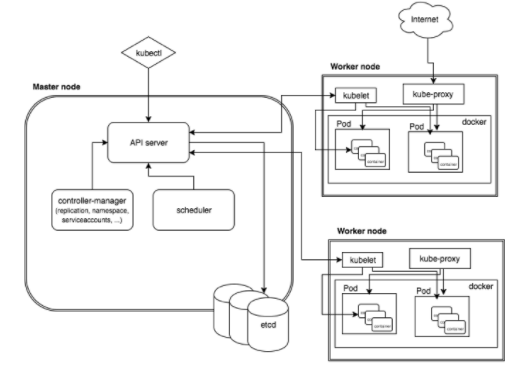 Internet
kubectl
Master node
API server
controller-manager
(replication, namespace,
serviceaccounts, ...)
scheduler
etcd
Worker node
kubelet
kube-proxy
docker
Pod
Pod
container
container
Worker node
kubelet
kube-proxy
docker
Pod
Pod
container
container